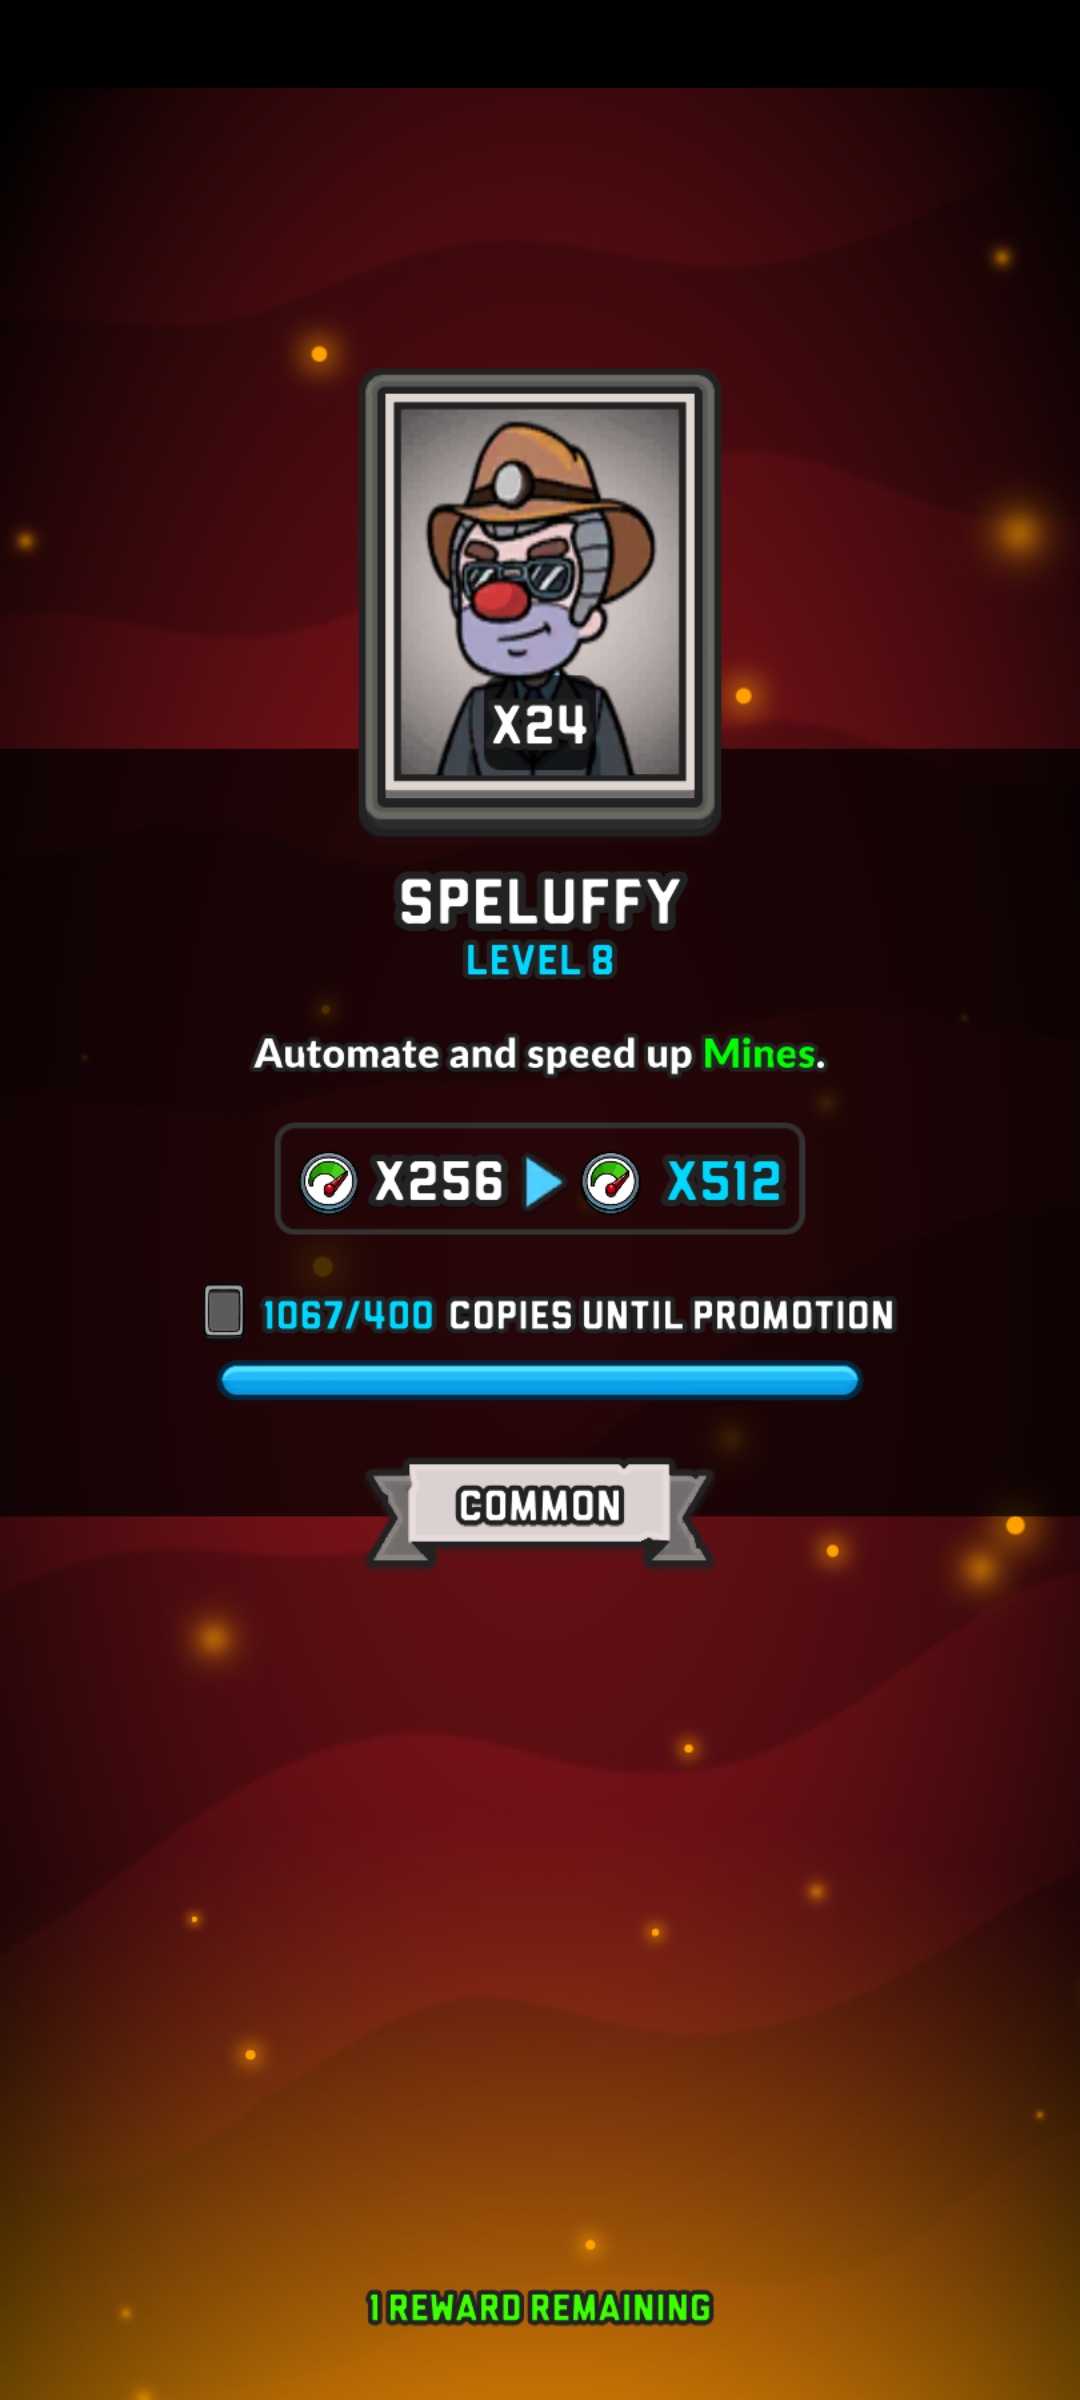 X24
SPELUFFY
LEVEL 8
Automate and speed up Mines.
X256 X512
1067/400 COPIES UNTIL PROMOTION
COMMON
1 REWARD REMAINING